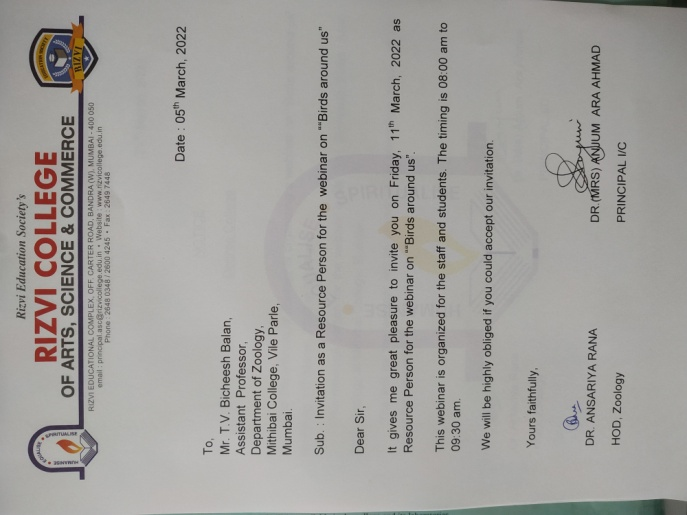 Rizvi Education Society's
RIZVI COLLEGE
OF ARTS, SCIENCE & COMMERCE
RIZVI EDUCATIONAL COMPLEX, OFF. CARTER ROAD, BANDRA (W), MUMBAI - 400 050
email : principal.asc@rizvicollege.edu.in • Website : www.rizvicollege.edu.in
Phone : 2648 0348 / 2600 4245 • Fax : 2649 7448
SPIRITUALISE
EDUCATE
HUMANISE
RIZVI
Date : 05th March, 2022
To,
Mr. T.V. Bicheesh Balan,
Assistant Professor,
Department of Zoology,
Mithibai College, Vile Parle,
Mumbai.
Sub. : Invitation as a Resource Person for the webinar on ““Birds around us”
Dear Sir,
It gives me great pleasure to invite you on Friday, 11th March, 2022 as
Resource Person for the webinar on ““Birds around us”.
This webinar is organized for the staff and students. The timing is 08:00 am to
09:30 am.
We will be highly obliged if you could accept our invitation.
Yours faithfully,
DR. ANSARIYA RANA
HOD, Zoology
DR.(MRS) ANJUM ARA AHMAD
PRINCIPAL I/C